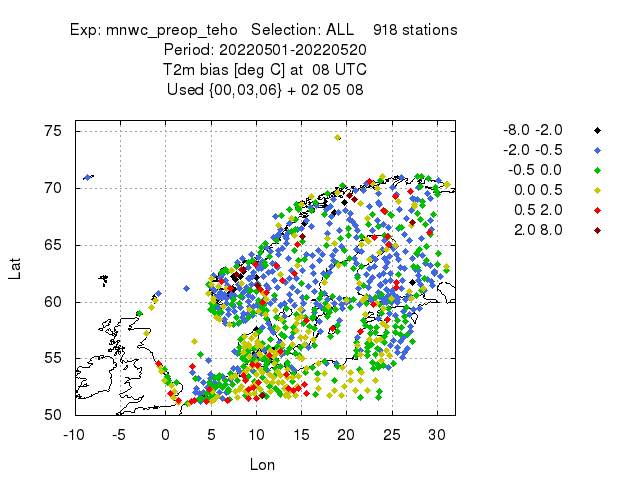 Exp: mnwc_preop_teho   Selection: ALL    918 stations
Period: 20220501-20220520
T2m bias [deg C] at  08 UTC
Used {00,03,06} + 02 05 08
75
70
65
60
55
50
Lat
-10 -5 0 5 10 15 20 25 30
Lon
-8.0 -2.0
-2.0 -0.5
-0.5 0.0
0.0 0.5
0.5 2.0
2.0 8.0